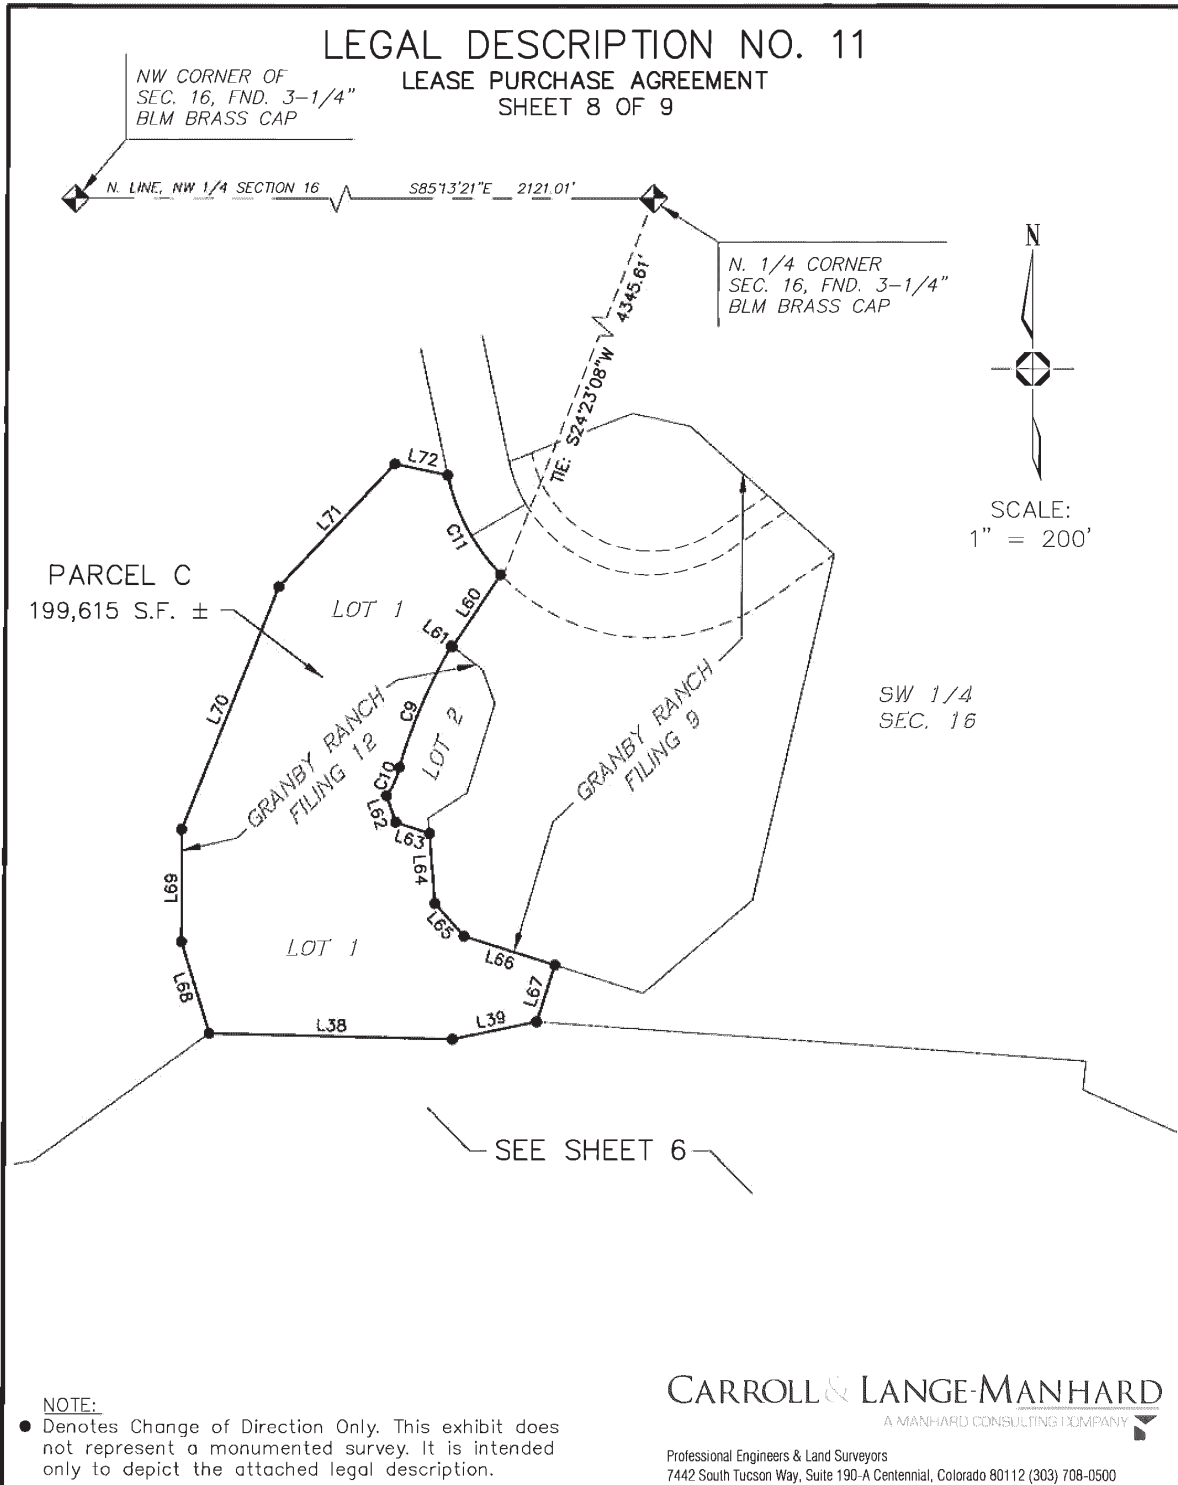 LEGAL DESCRIPTION NO. 11
LEASE PURCHASE AGREEMENT
SHEET 8 OF 9
NW CORNER OF
SEC. 16, FND. 3-1/4"
BLM BRASS CAP
N. LINE, NW 1/4 SECTION 16
S85°13'21"E 2121.01'
N. 1/4 CORNER
SEC. 16, FND. 3-1/4"
BLM BRASS CAP
N
TIE: S24°23'08"W 4345.61'
SCALE:
1" = 200'
L72
L71
C11
PARCEL C
199,615 S.F. ±
LOT 1
L60
L61
L70
C9
GRANBY RANCH
FILING 12
LOT 2
GRANBY RANCH
FILING 9
SW 1/4
SEC. 16
C10
L62
L63
L64
L69
L65
LOT 1
L66
L68
L67
L38
L39
SEE SHEET 6
NOTE:
● Denotes Change of Direction Only. This exhibit does
not represent a monumented survey. It is intended
only to depict the attached legal description.
CARROLL & LANGE-MANHARD
A MANHARD CONSULTING COMPANY
Professional Engineers & Land Surveyors
7442 South Tucson Way, Suite 190-A Centennial, Colorado 80112 (303) 708-0500